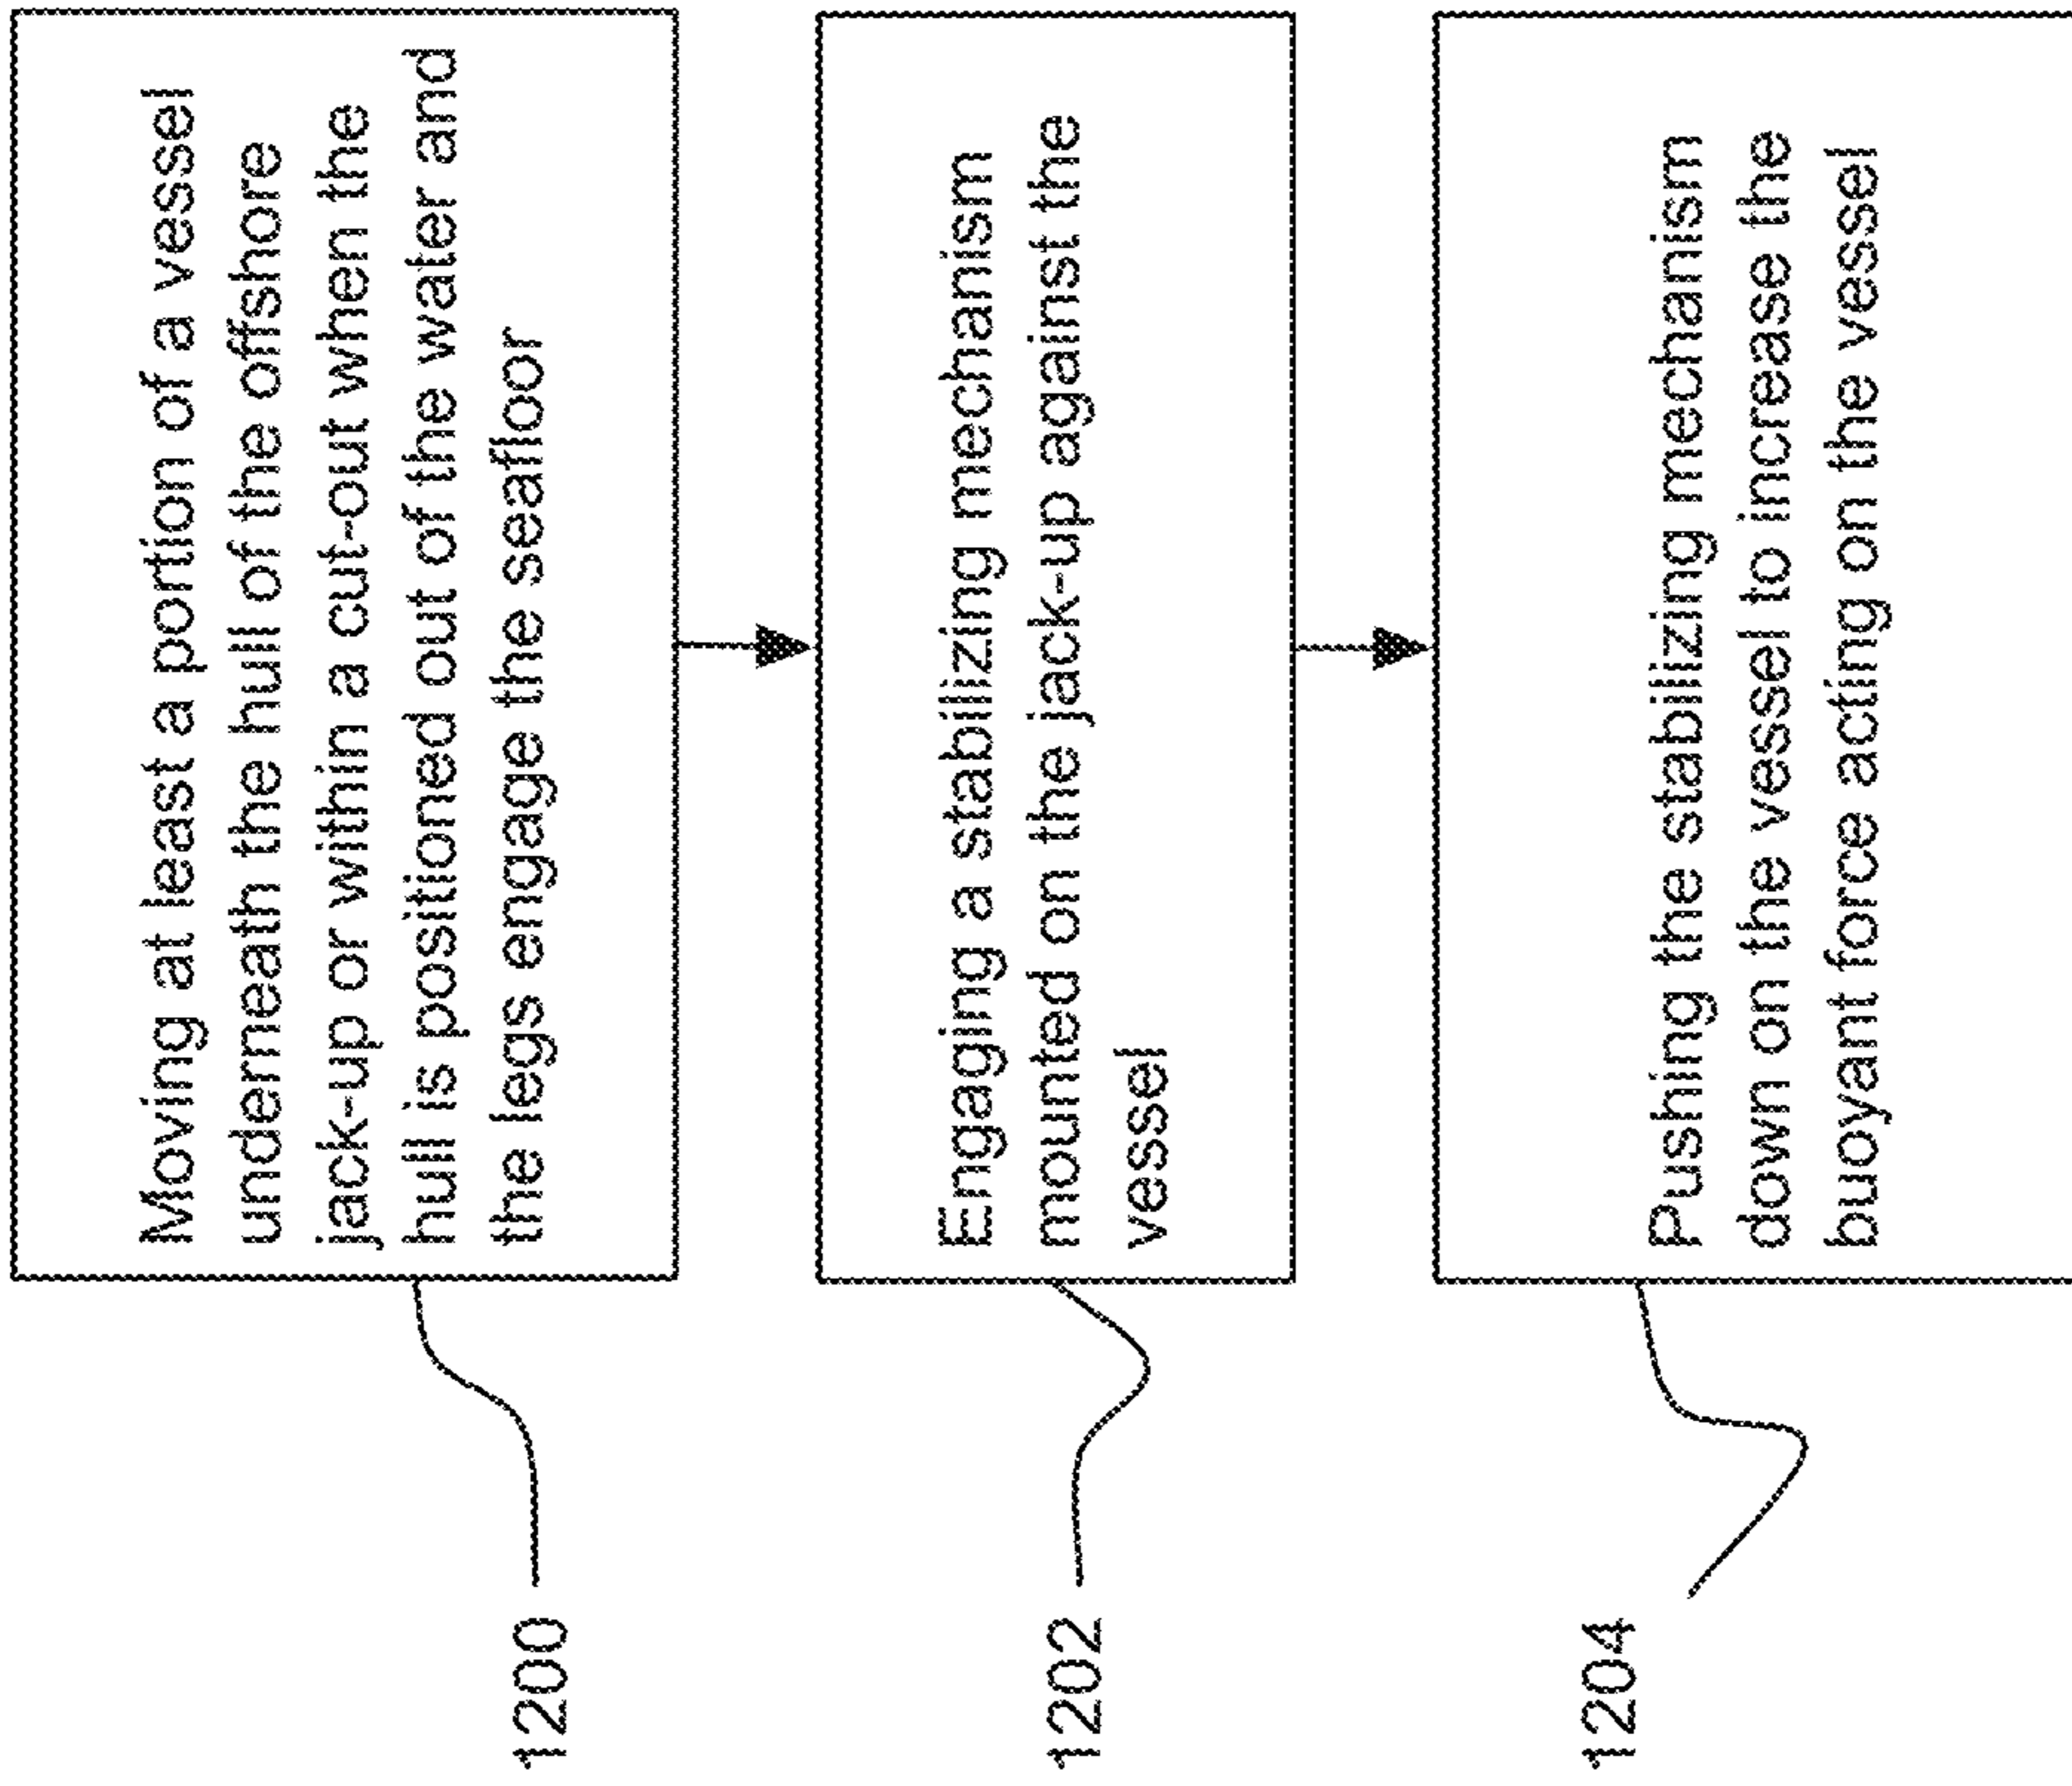 Moving at least a portion of a vessel
underneath the hull of the offshore
jack-up or within a cut-out when the
hull is positioned out of the water and
the legs engage the seafloor
1200
Engaging a stabilizing mechanism
mounted on the jack-up against the
vessel
1202
Pushing the stabilizing mechanism
down on the vessel to increase the
buoyant force acting on the vessel
1204